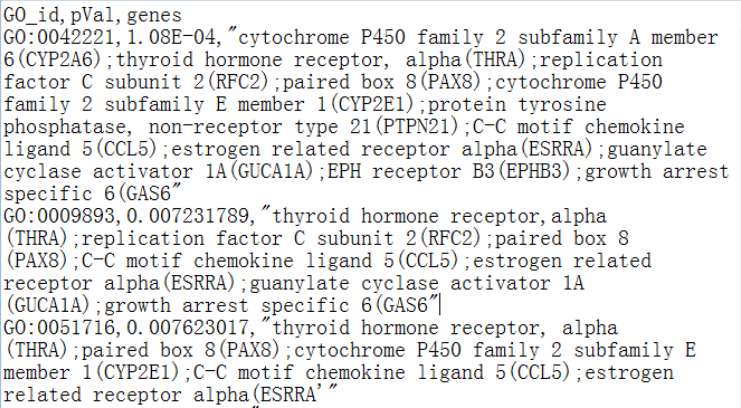 GO_id,pVal,genes
GO:0042221,1.08E-04,"cytochrome P450 family 2 subfamily A member
6(CYP2A6);thyroid hormone receptor, alpha(THRA);replication
factor C subunit 2(RFC2);paired box 8(PAX8);cytochrome P450
family 2 subfamily E member 1(CYP2E1);protein tyrosine
phosphatase, non-receptor type 21(PTPN21);C-C motif chemokine
ligand 5(CCL5);estrogen related receptor alpha(ESRRA);guanylate
cyclase activator 1A(GUCA1A);EPH receptor B3(EPHB3);growth arrest
specific 6(GAS6"
GO:0009893,0.007231789,"thyroid hormone receptor,alpha
(THRA);replication factor C subunit 2(RFC2);paired box 8
(PAX8);C-C motif chemokine ligand 5(CCL5);estrogen related
receptor alpha(ESRRA);guanylate cyclase activator 1A
(GUCA1A);growth arrest specific 6(GAS6"
GO:0051716,0.007623017,"thyroid hormone receptor, alpha
(THRA);paired box 8(PAX8);cytochrome P450 family 2 subfamily E
member 1(CYP2E1);C-C motif chemokine ligand 5(CCL5);estrogen
related receptor alpha(ESRRA'"